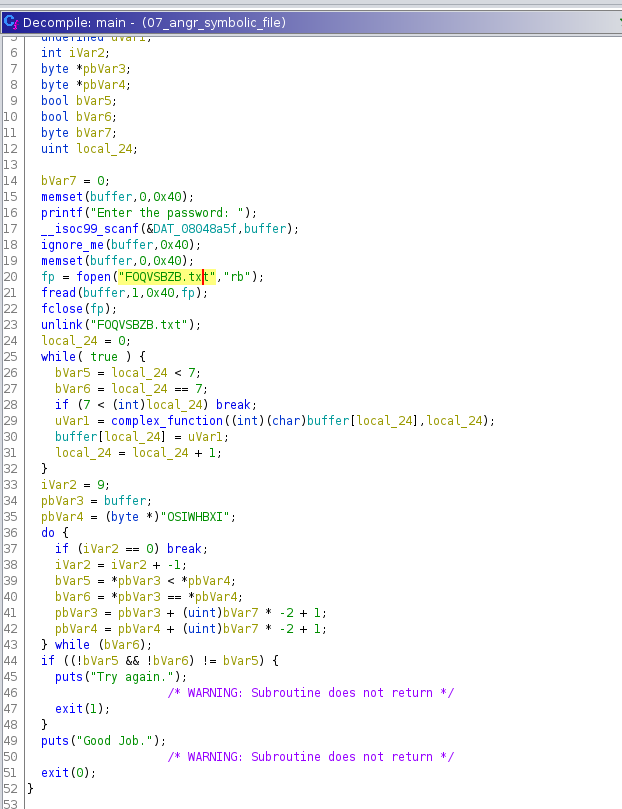 Decompile: main - (07_angr_symbolic_file)
5 undefined uVar1;
6 int iVar2;
7 byte *pbVar3;
8 byte *pbVar4;
9 bool bVar5;
10 bool bVar6;
11 byte bVar7;
12 uint local_24;
13
14 bVar7 = 0;
15 memset(buffer,0,0x40);
16 printf("Enter the password: ");
17 __isoc99_scanf(&DAT_08048a5f,buffer);
18 ignore_me(buffer,0x40);
19 memset(buffer,0,0x40);
20 fp = fopen("FOQVSBZB.txt","rb");
21 fread(buffer,1,0x40,fp);
22 fclose(fp);
23 unlink("FOQVSBZB.txt");
24 local_24 = 0;
25 while( true ) {
26 bVar5 = local_24 < 7;
27 bVar6 = local_24 == 7;
28 if (7 < (int)local_24) break;
29 uVar1 = complex_function((int)(char)buffer[local_24],local_24);
30 buffer[local_24] = uVar1;
31 local_24 = local_24 + 1;
32 }
33 iVar2 = 9;
34 pbVar3 = buffer;
35 pbVar4 = (byte *)"OSIWHBXI";
36 do {
37 if (iVar2 == 0) break;
38 iVar2 = iVar2 + -1;
39 bVar5 = *pbVar3 < *pbVar4;
40 bVar6 = *pbVar3 == *pbVar4;
41 pbVar3 = pbVar3 + (uint)bVar7 * -2 + 1;
42 pbVar4 = pbVar4 + (uint)bVar7 * -2 + 1;
43 } while (bVar6);
44 if ((!bVar5 && !bVar6) != bVar5) {
45 puts("Try again.");
46 /* WARNING: Subroutine does not return */
47 exit(1);
48 }
49 puts("Good Job.");
50 /* WARNING: Subroutine does not return */
51 exit(0);
52 }
53